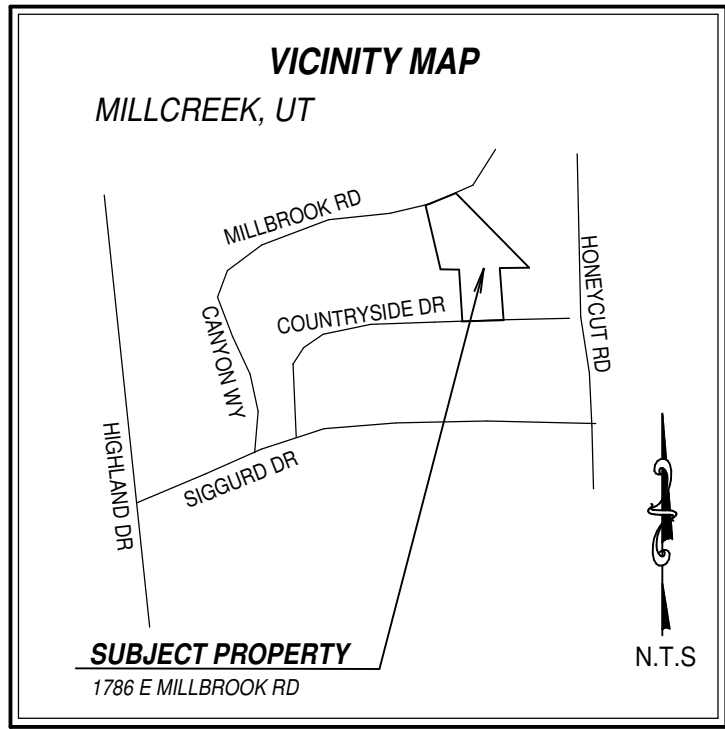 VICINITY MAP
MILLCREEK, UT
MILLBROOK RD
HONEYCUT RD
COUNTRYSIDE DR
CANYON WY
HIGHLAND DR
SIGGURD DR
SUBJECT PROPERTY
1786 E MILLBROOK RD
N.T.S